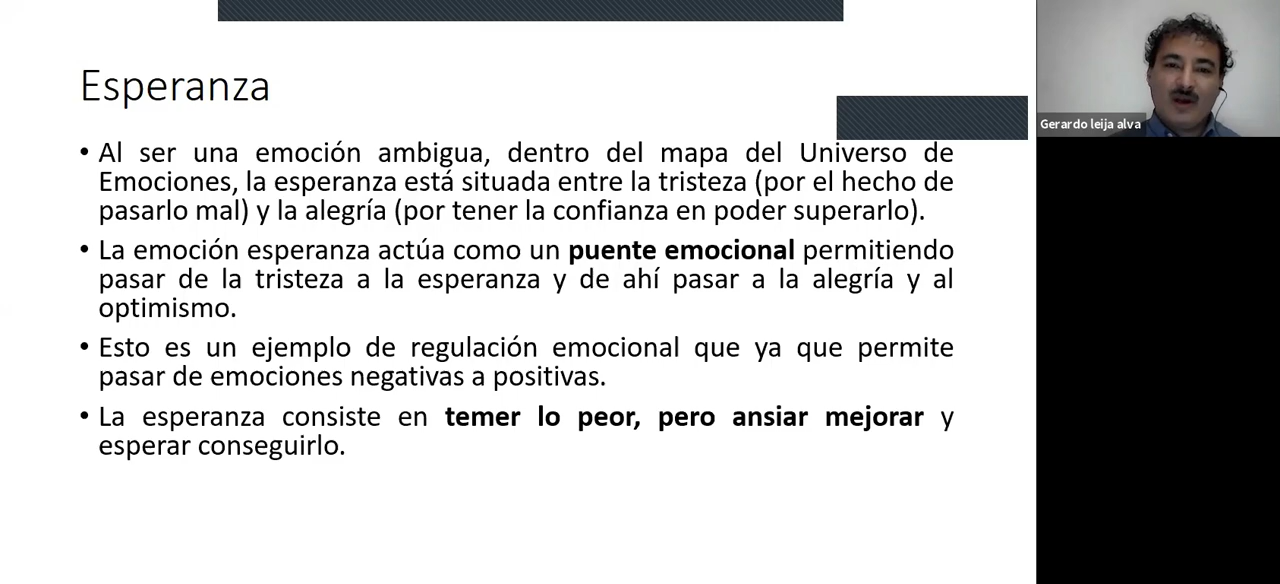 Esperanza
• Al ser una emoción ambigua, dentro del mapa del Universo de
Emociones, la esperanza está situada entre la tristeza (por el hecho de
pasarlo mal) y la alegría (por tener la confianza en poder superarlo).
• La emoción esperanza actúa como un puente emocional permitiendo
pasar de la tristeza a la esperanza y de ahí pasar a la alegría y al
optimismo.
• Esto es un ejemplo de regulación emocional que ya que permite
pasar de emociones negativas a positivas.
• La esperanza consiste en temer lo peor, pero ansiar mejorar y
esperar conseguirlo.
Gerardo leija alva